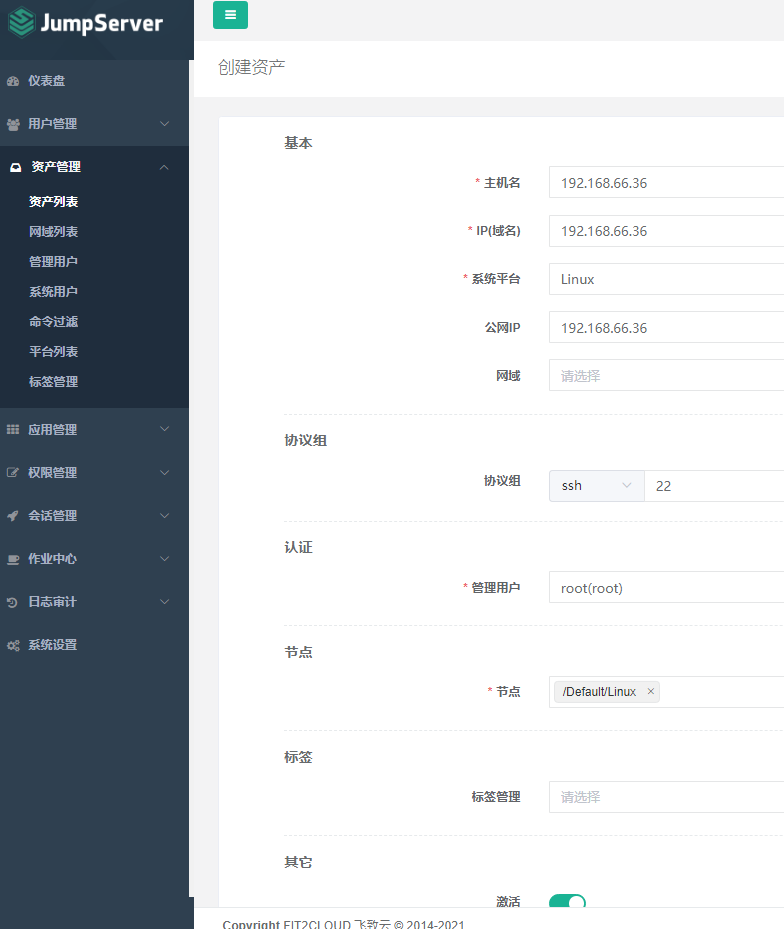 JumpServer
仪表盘
用户管理
资产管理
资产列表
网域列表
管理用户
系统用户
命令过滤
平台列表
标签管理
应用管理
权限管理
会话管理
作业中心
日志审计
系统设置
创建资产
基本
* 主机名 192.168.66.36
* IP(域名) 192.168.66.36
* 系统平台 Linux
公网IP 192.168.66.36
网域 请选择
协议组
协议组 ssh 22
认证
* 管理用户 root(root)
节点
* 节点 /Default/Linux ×
标签
标签管理 请选择
其它
激活
Copyright FIT2CLOUD 飞致云 © 2014-2021